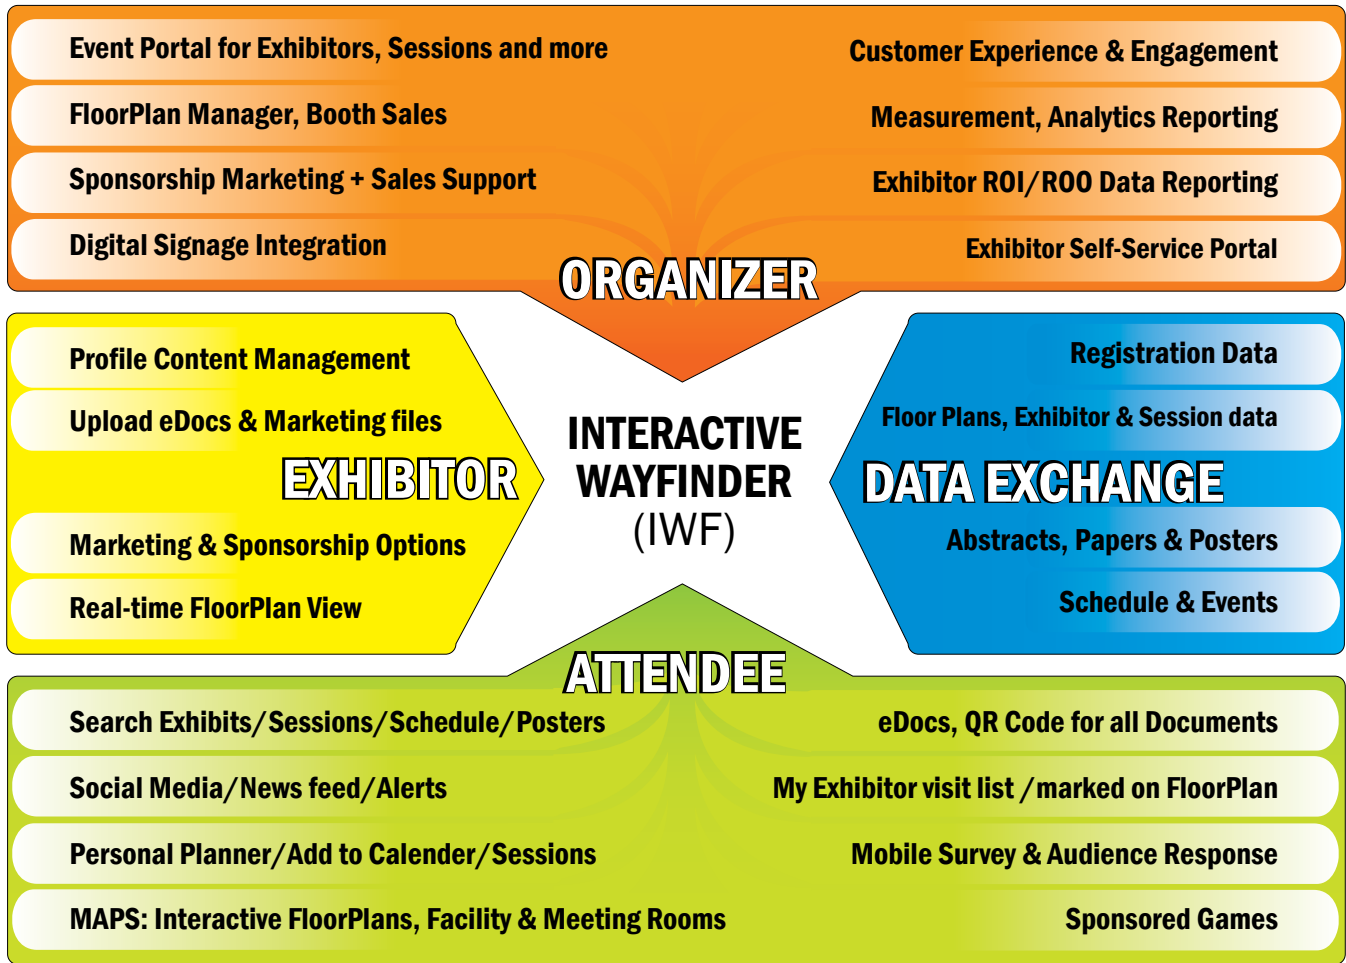 Event Portal for Exhibitors, Sessions and more
FloorPlan Manager, Booth Sales
Sponsorship Marketing + Sales Support
Digital Signage Integration
Customer Experience & Engagement
Measurement, Analytics Reporting
Exhibitor ROI/ROO Data Reporting
Exhibitor Self-Service Portal
ORGANIZER
Profile Content Management
Upload eDocs & Marketing files
EXHIBITOR
Marketing & Sponsorship Options
Real-time FloorPlan View
INTERACTIVE
WAYFINDER
(IWF)
Registration Data
Floor Plans, Exhibitor & Session data
DATA EXCHANGE
Abstracts, Papers & Posters
Schedule & Events
ATTENDEE
Search Exhibits/Sessions/Schedule/Posters
Social Media/News feed/Alerts
Personal Planner/Add to Calender/Sessions
MAPS: Interactive FloorPlans, Facility & Meeting Rooms
eDocs, QR Code for all Documents
My Exhibitor visit list /marked on FloorPlan
Mobile Survey & Audience Response
Sponsored Games